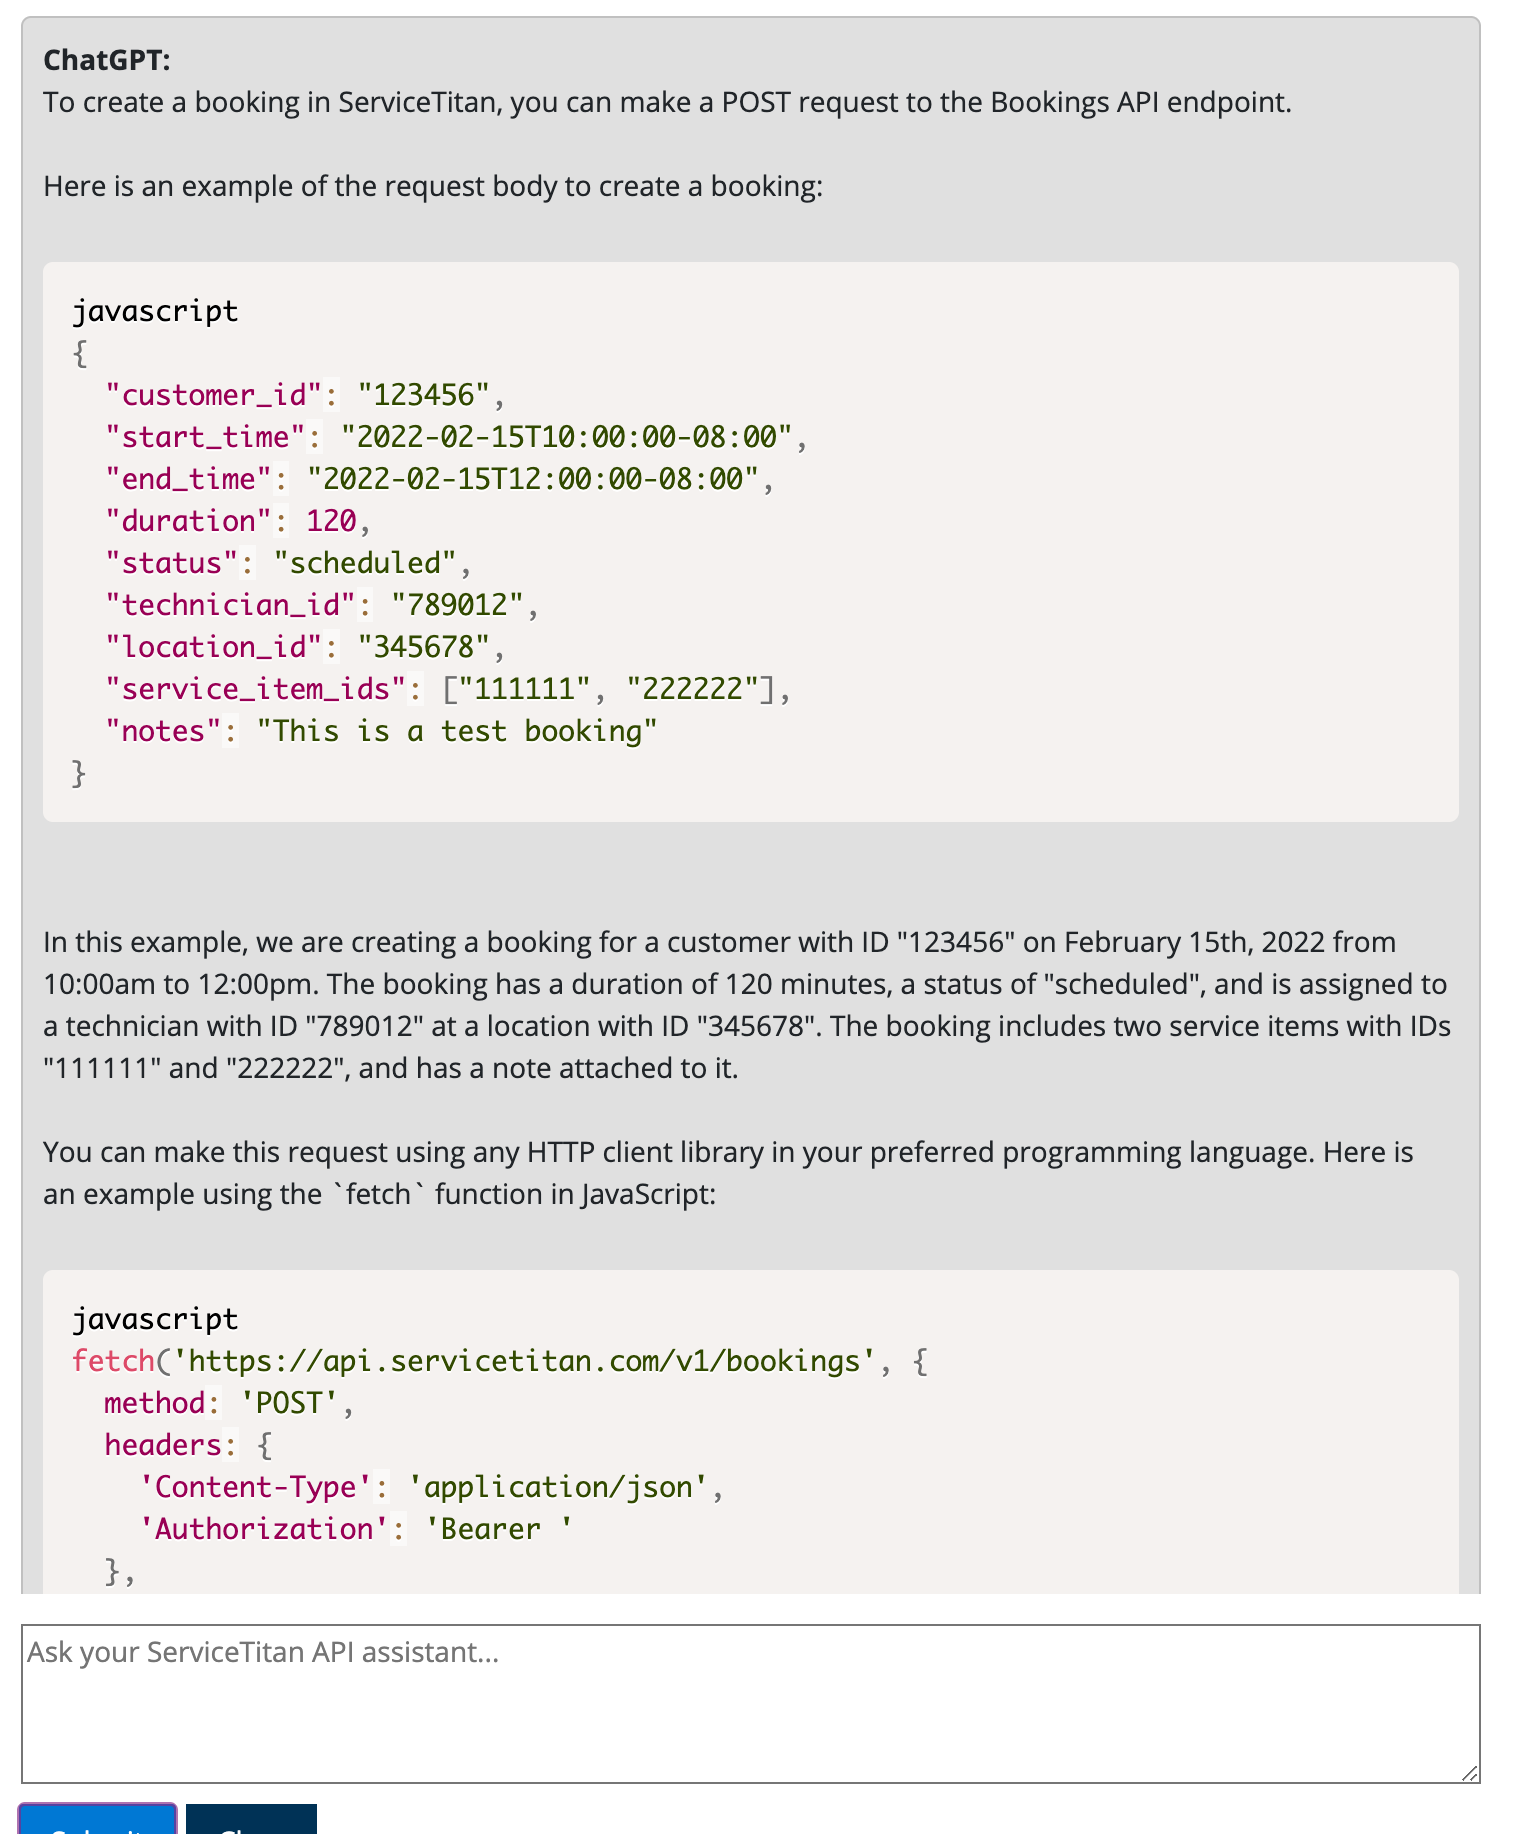 ChatGPT:
To create a booking in ServiceTitan, you can make a POST request to the Bookings API endpoint.
Here is an example of the request body to create a booking:
javascript
{
  "customer_id": "123456",
  "start_time": "2022-02-15T10:00:00-08:00",
  "end_time": "2022-02-15T12:00:00-08:00",
  "duration": 120,
  "status": "scheduled",
  "technician_id": "789012",
  "location_id": "345678",
  "service_item_ids": ["111111", "222222"],
  "notes": "This is a test booking"
}
In this example, we are creating a booking for a customer with ID "123456" on February 15th, 2022 from
10:00am to 12:00pm. The booking has a duration of 120 minutes, a status of "scheduled", and is assigned to
a technician with ID "789012" at a location with ID "345678". The booking includes two service items with IDs
"111111" and "222222", and has a note attached to it.
You can make this request using any HTTP client library in your preferred programming language. Here is
an example using the `fetch` function in JavaScript:
javascript
fetch('https://api.servicetitan.com/v1/bookings', {
  method: 'POST',
  headers: {
    'Content-Type': 'application/json',
    'Authorization': 'Bearer '
  },
Ask your ServiceTitan API assistant...